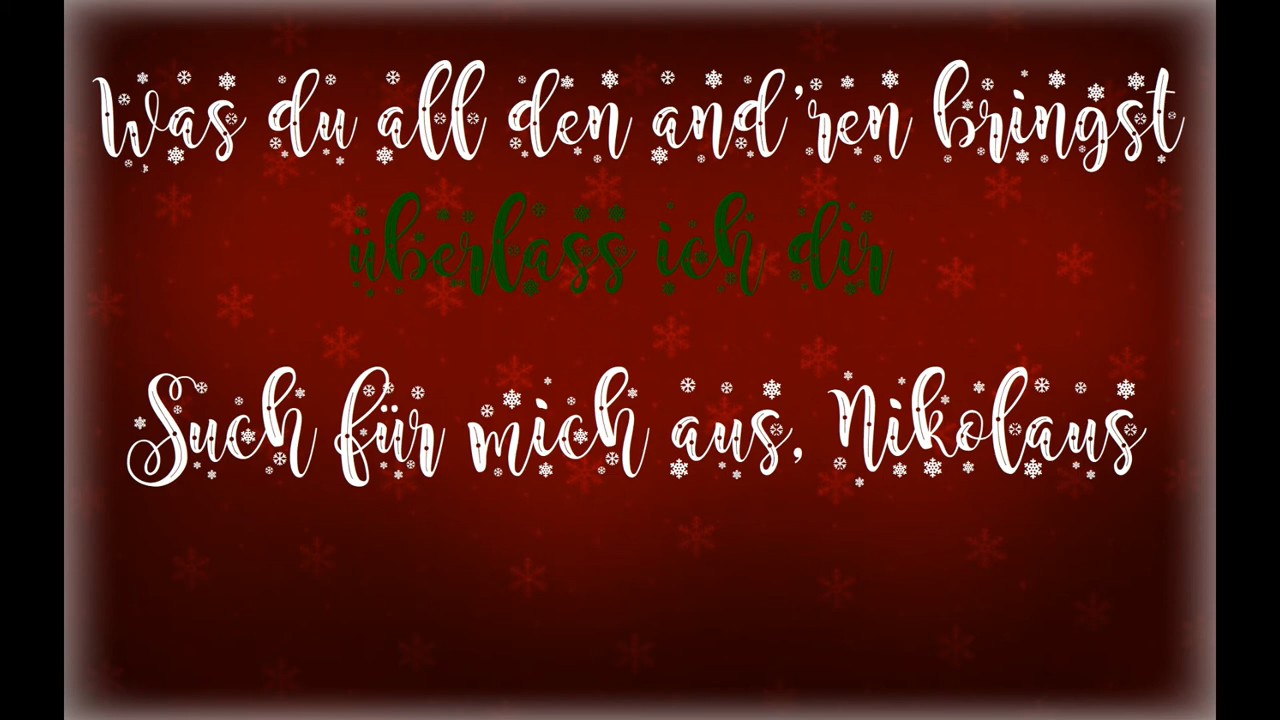 Was du all den and'ren bringst
überlass ich dir
Such für mich aus, Nikolaus